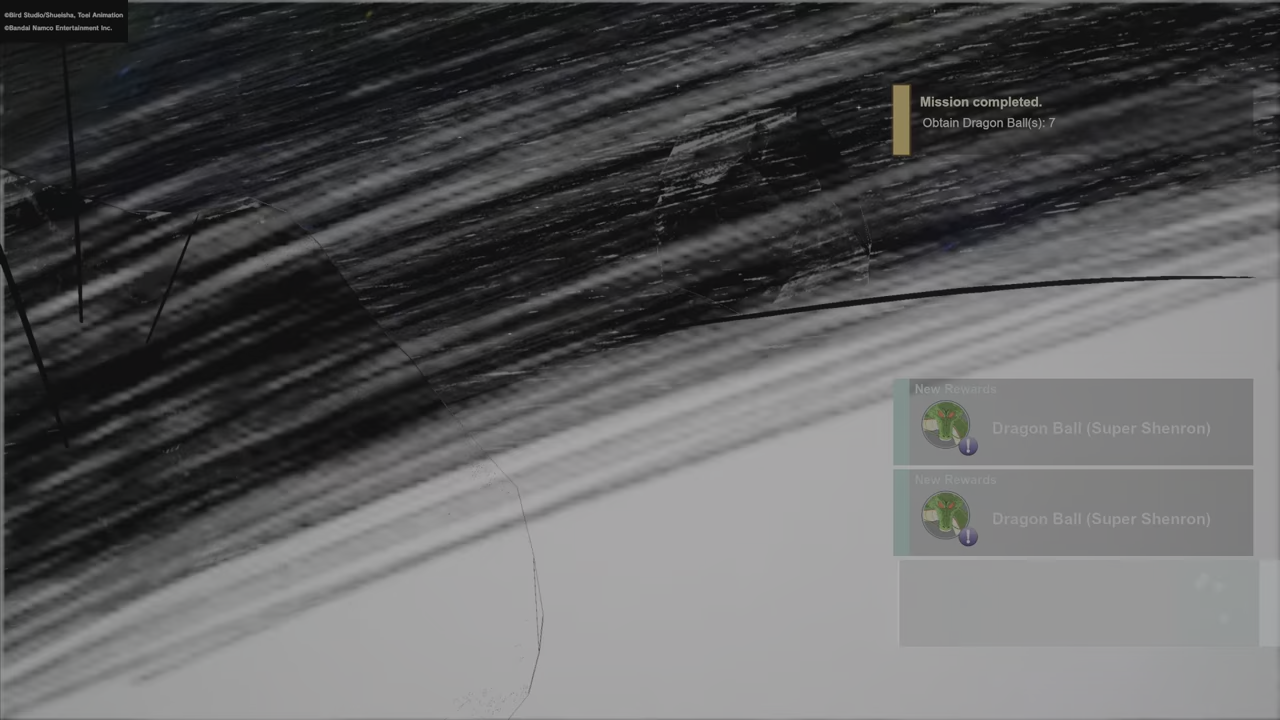 ©Bird Studio/Shueisha, Toei Animation
©Bandai Namco Entertainment Inc.
Mission completed.
Obtain Dragon Ball(s): 7
New Rewards
Dragon Ball (Super Shenron)
New Rewards
Dragon Ball (Super Shenron)